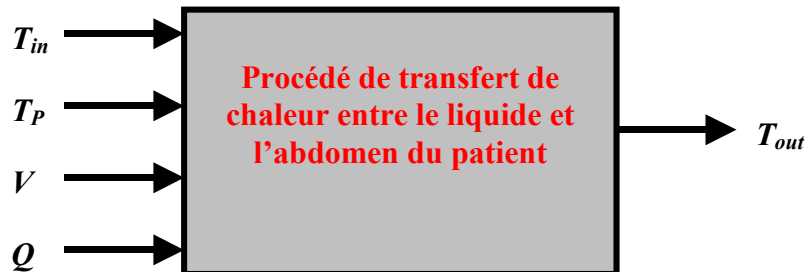 T_in
T_P
V
Q
Procédé de transfert de
chaleur entre le liquide et
l'abdomen du patient
T_out